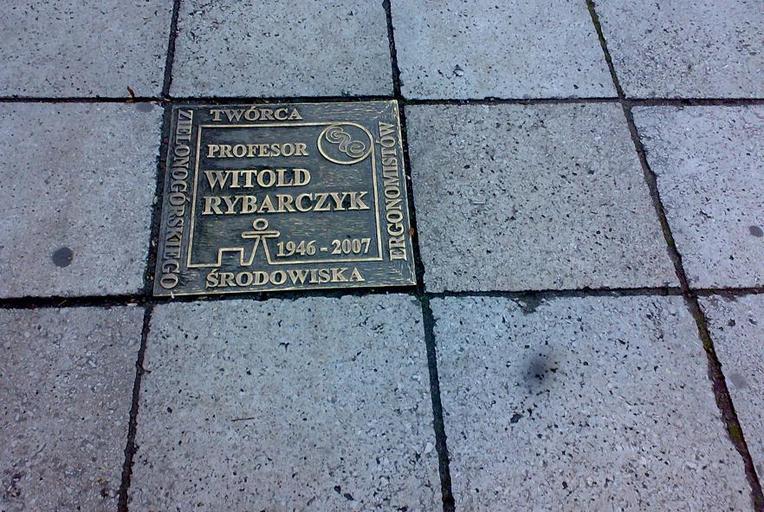 TWÓRCA
ZIELONOGÓRSKIEGO
ŚRODOWISKA
ERGONOMISTÓW
PROFESOR
WITOLD
RYBARCZYK
1946 - 2007